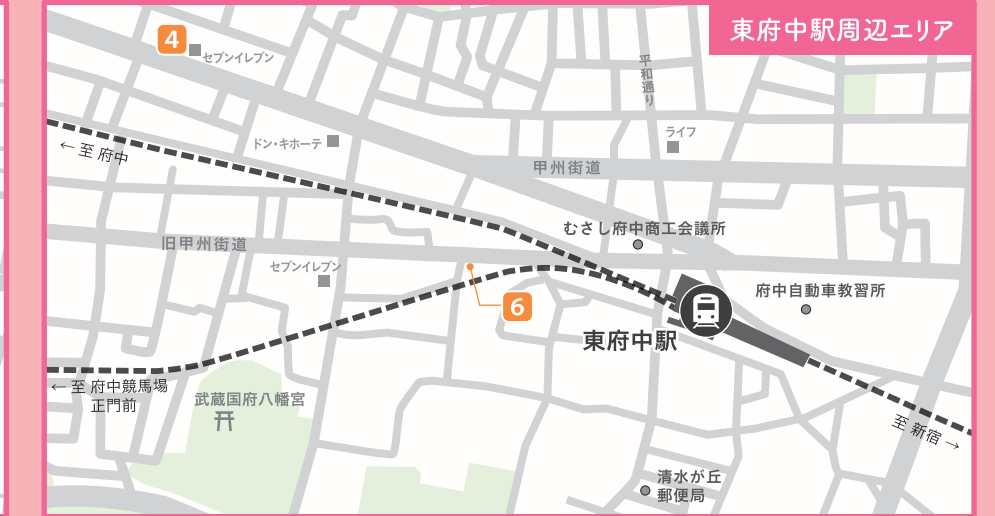 東府中駅周辺エリア
4
セブンイレブン
平和通り
ドン・キホーテ
ライフ
← 至 府中
甲州街道
むさし府中商工会議所
旧甲州街道
セブンイレブン
府中自動車教習所
6
東府中駅
← 至 府中競馬場
正門前
武蔵国府八幡宮
至 新宿 →
清水が丘
郵便局